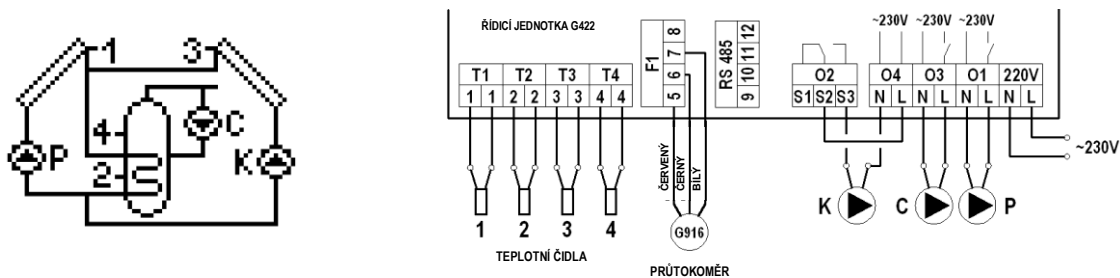 1 3
4 C
P K
2
ŘÍDICÍ JEDNOTKA G422
~230V ~230V ~230V
T1 T2 T3 T4
1 1 2 2 3 3 4 4
F1
5 6 7 8
RS 485
9 10 11 12
O2 O4 O3 O1 220V
S1 S2 S3 N L N L N L N L
~230V
ČERVENÝ
ČERNÝ
BÍLÝ
1 2 3 4
TEPLOTNÍ ČIDLA
G916
PRŮTOKOMĚR
K C P